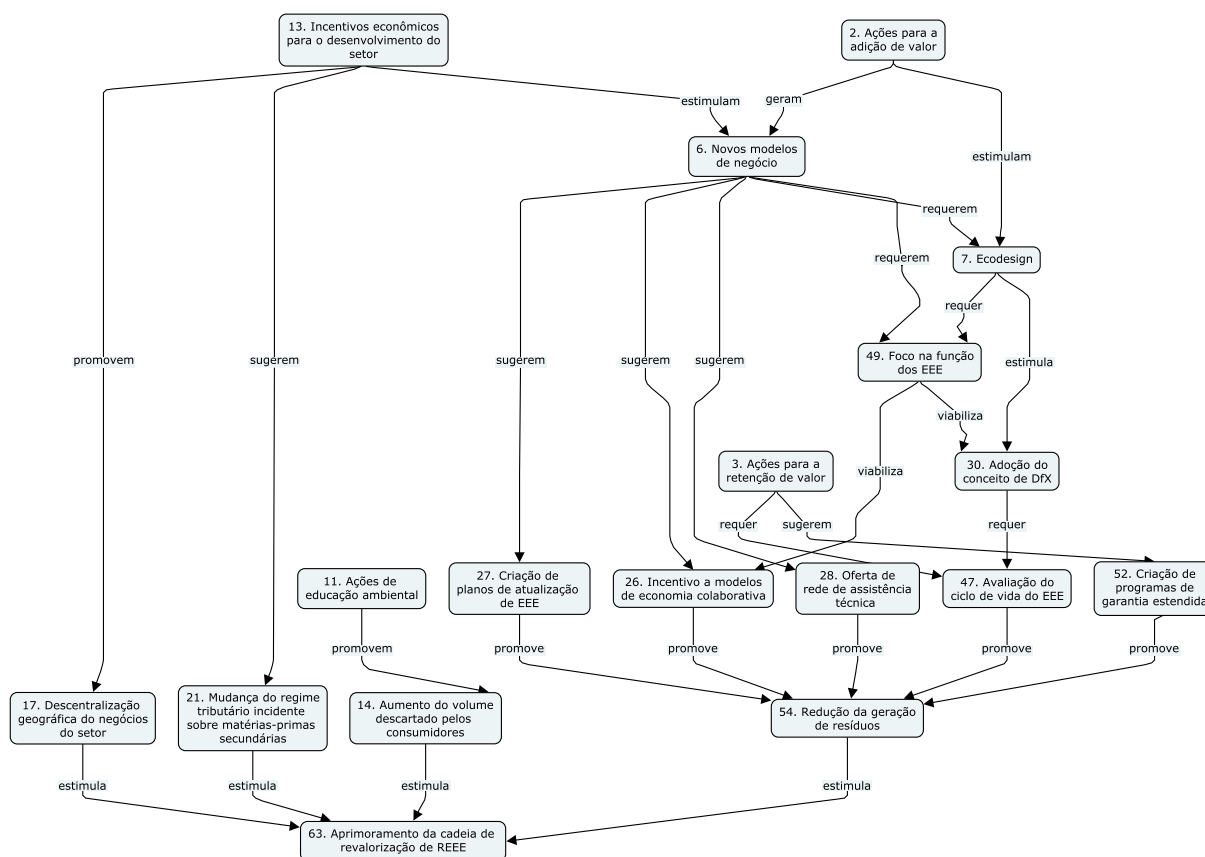 13. Incentivos econômicos
para o desenvolvimento do
setor
2. Ações para a
adição de valor
estimulam
geram
6. Novos modelos
de negócio
estimulam
requerem
7. Ecodesign
requerem
requer
49. Foco na função
dos EEE
promovem
sugerem
sugerem
sugerem
sugerem
estimula
viabiliza
3. Ações para a
retenção de valor
viabiliza
30. Adoção do
conceito de DfX
requer
sugerem
requer
11. Ações de
educação ambiental
27. Criação de
planos de atualização
de EEE
26. Incentivo a modelos
de economia colaborativa
28. Oferta de
rede de assistência
técnica
47. Avaliação do
ciclo de vida do EEE
52. Criação de
programas de
garantia estendida
promovem
promove
promove
promove
promove
promove
17. Descentralização
geográfica do negócios
do setor
21. Mudança do regime
tributário incidente
sobre matérias-primas
secundárias
14. Aumento do volume
descartado pelos
consumidores
54. Redução da geração
de resíduos
estimula
estimula
estimula
estimula
63. Aprimoramento da cadeia de
revalorização de REEE